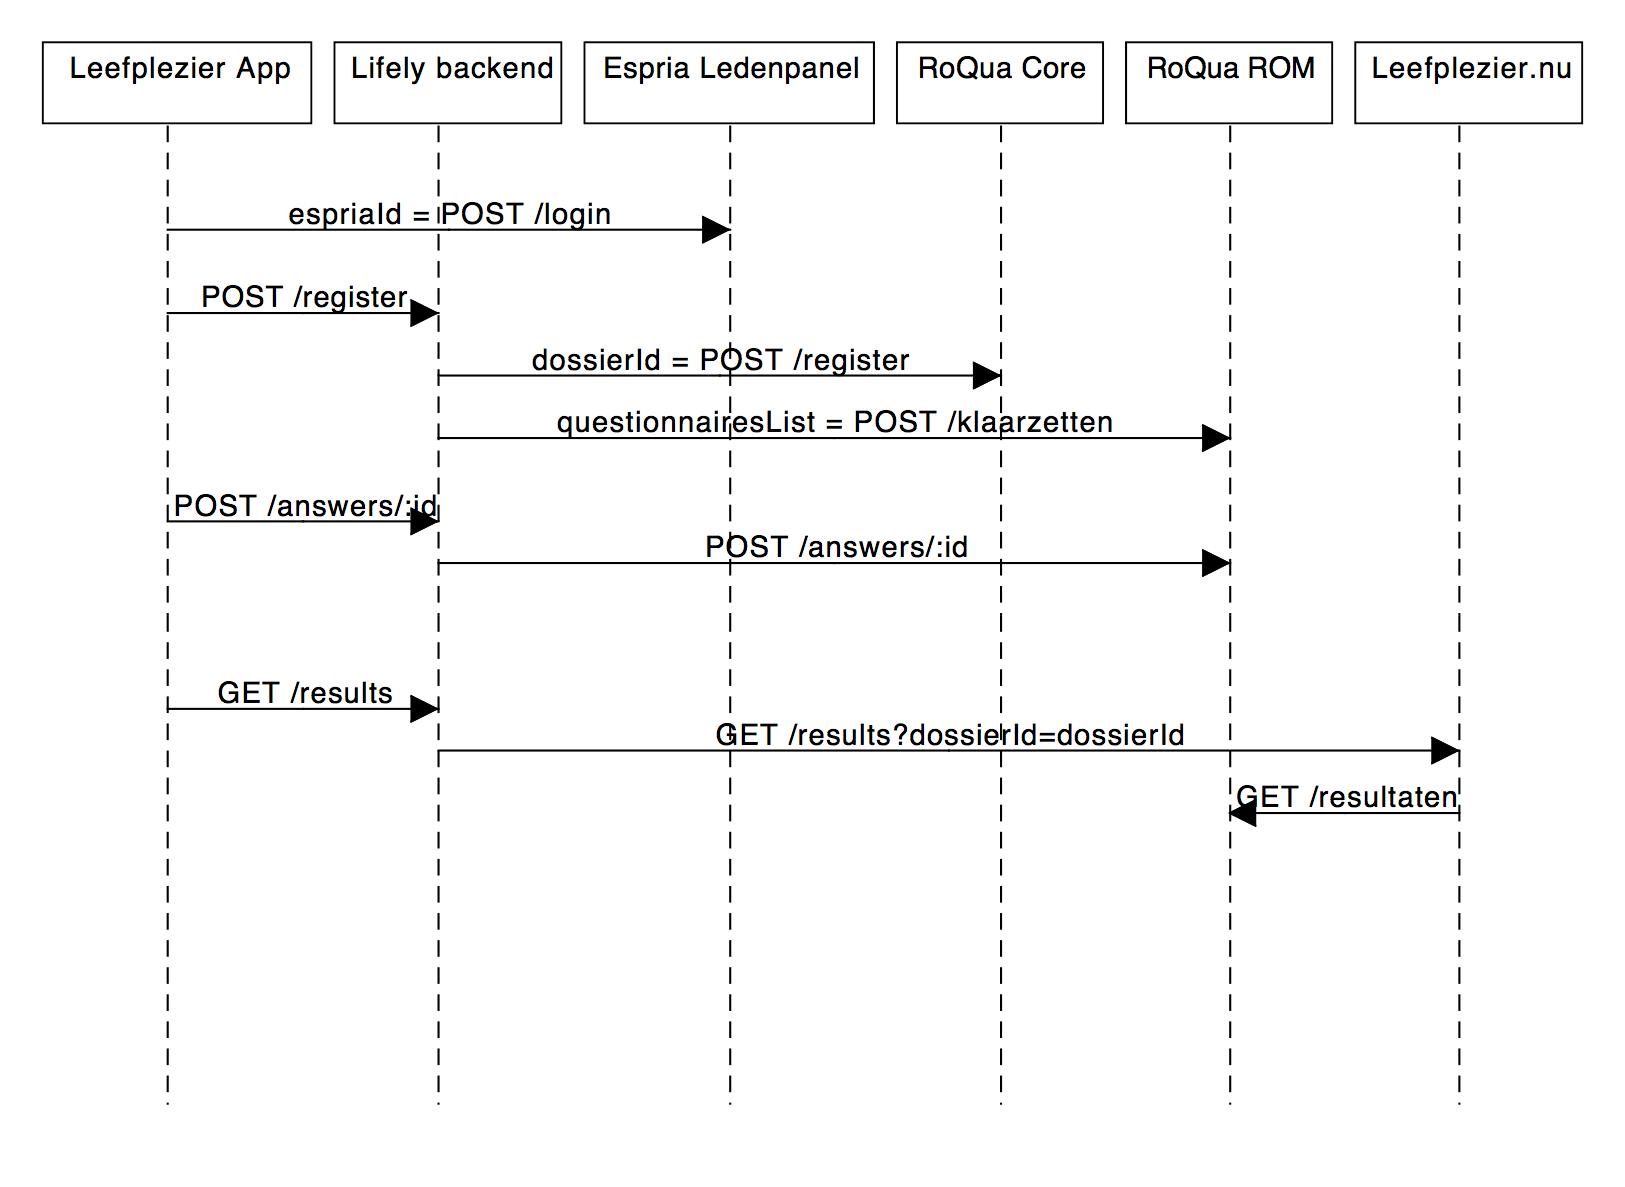 Leefplezier App
Lifely backend
Espria Ledenpanel
RoQua Core
RoQua ROM
Leefplezier.nu
espriaId = POST /login
POST /register
dossierId = POST /register
questionnairesList = POST /klaarzetten
POST /answers/:id
POST /answers/:id
GET /results
GET /results?dossierId=dossierId
GET /resultaten